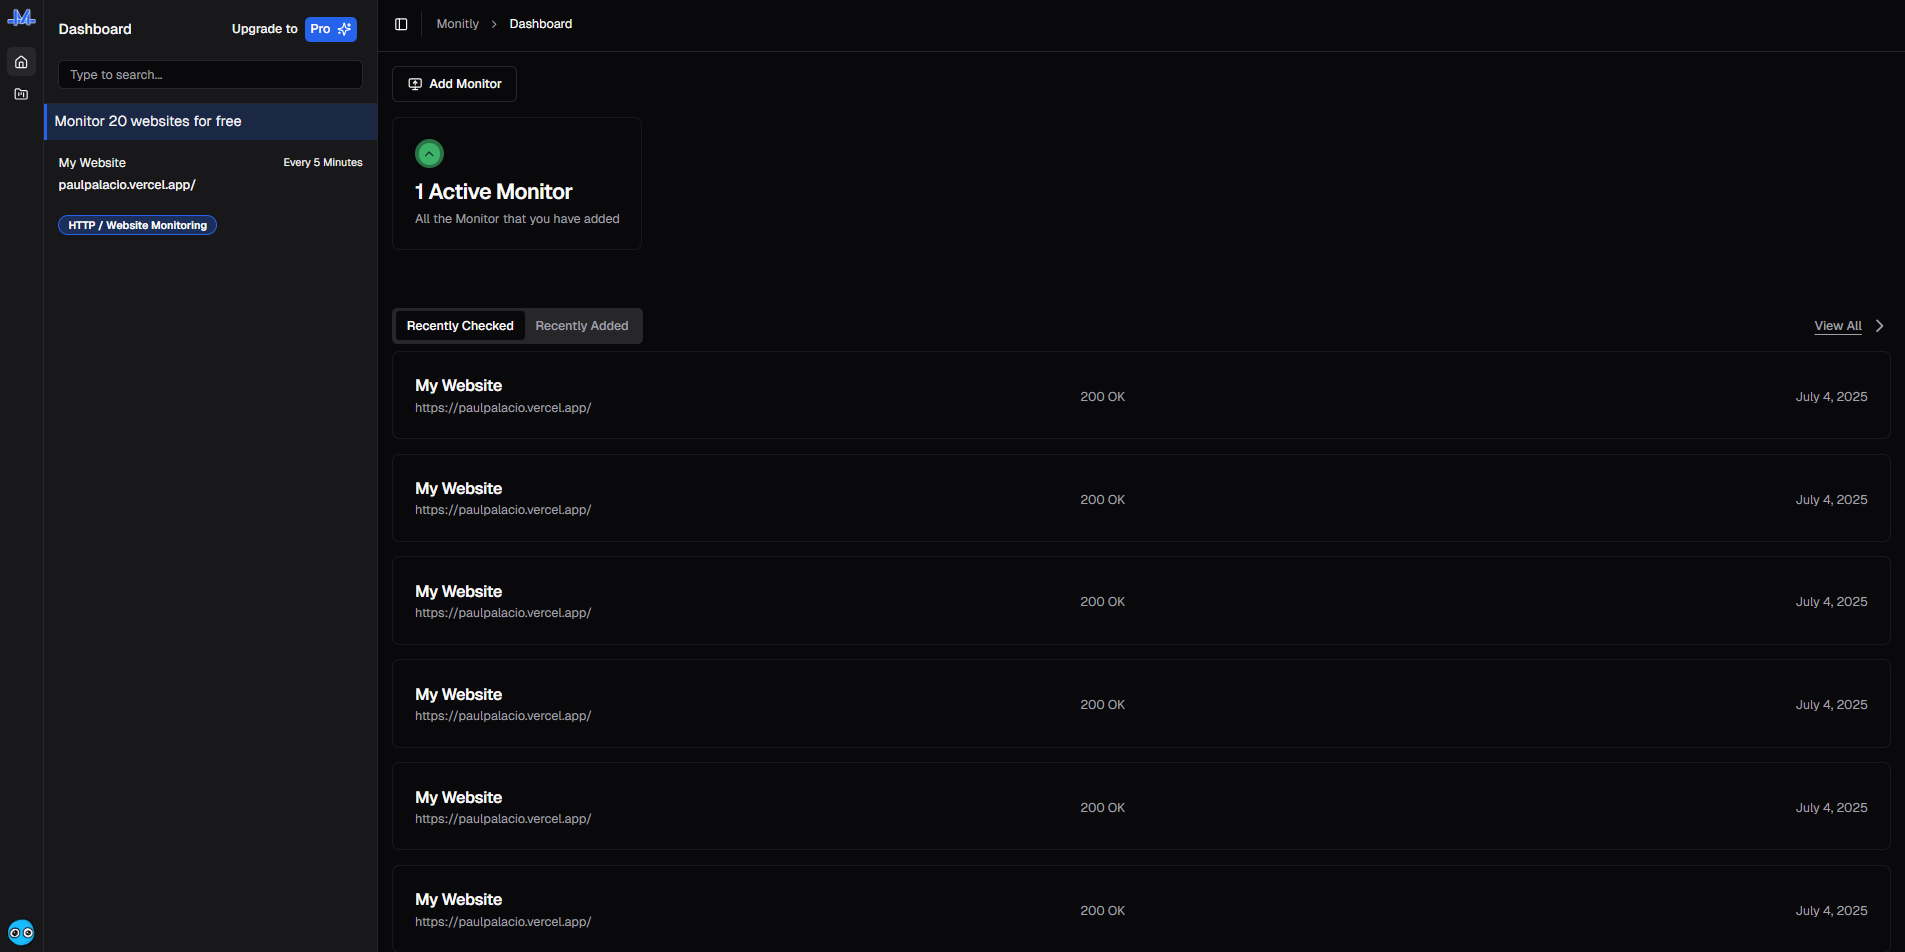 Dashboard
Upgrade to Pro
Type to search...
Monitor 20 websites for free
My Website
Every 5 Minutes
paulpalacio.vercel.app/
HTTP / Website Monitoring
Monitly > Dashboard
Add Monitor
1 Active Monitor
All the Monitor that you have added
Recently Checked
Recently Added
View All
My Website
https://paulpalacio.vercel.app/
200 OK
July 4, 2025
My Website
https://paulpalacio.vercel.app/
200 OK
July 4, 2025
My Website
https://paulpalacio.vercel.app/
200 OK
July 4, 2025
My Website
https://paulpalacio.vercel.app/
200 OK
July 4, 2025
My Website
https://paulpalacio.vercel.app/
200 OK
July 4, 2025
My Website
https://paulpalacio.vercel.app/
200 OK
July 4, 2025